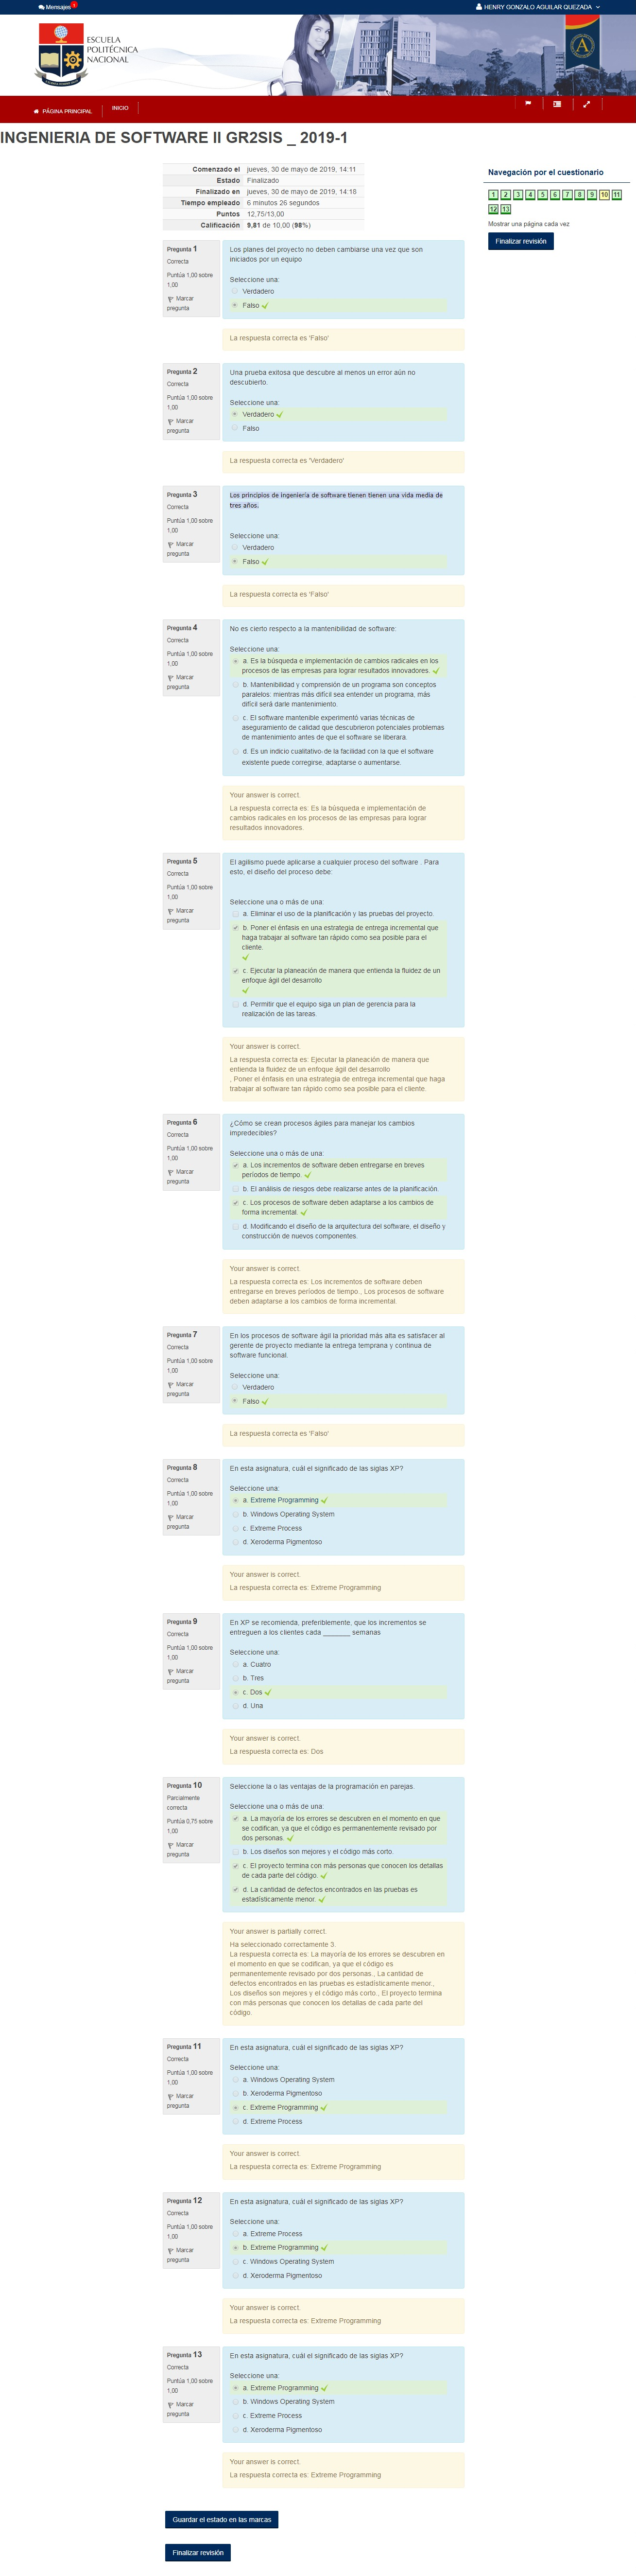 Mensajes 1
HENRY GONZALO AGUILAR QUEZADA
ESCUELA
POLITÉCNICA
NACIONAL
PÁGINA PRINCIPAL
INICIO
INGENIERIA DE SOFTWARE II GR2SIS _ 2019-1
Comenzado el jueves, 30 de mayo de 2019, 14:11
Estado Finalizado
Finalizado en jueves, 30 de mayo de 2019, 14:18
Tiempo empleado 6 minutos 26 segundos
Puntos 12,75/13,00
Calificación 9,81 de 10,00 (98%)
Navegación por el cuestionario
1 2 3 4 5 6 7 8 9 10 11
12 13
Mostrar una página cada vez
Finalizar revisión
Pregunta 1
Correcta
Puntúa 1,00 sobre
1,00
Marcar
pregunta
Los planes del proyecto no deben cambiarse una vez que son
iniciados por un equipo
Seleccione una:
Verdadero
Falso
La respuesta correcta es 'Falso'
Pregunta 2
Correcta
Puntúa 1,00 sobre
1,00
Marcar
pregunta
Una prueba exitosa que descubre al menos un error aún no
descubierto.
Seleccione una:
Verdadero
Falso
La respuesta correcta es 'Verdadero'
Pregunta 3
Correcta
Puntúa 1,00 sobre
1,00
Marcar
pregunta
Los principios de ingeniería de software tienen tienen una vida media de
tres años.
Seleccione una:
Verdadero
Falso
La respuesta correcta es 'Falso'
Pregunta 4
Correcta
Puntúa 1,00 sobre
1,00
Marcar
pregunta
No es cierto respecto a la mantenibilidad de software:
Seleccione una:
a. Es la búsqueda e implementación de cambios radicales en los
procesos de las empresas para lograr resultados innovadores.
b. Mantenibilidad y comprensión de un programa son conceptos
paralelos: mientras más difícil sea entender un programa, más
difícil será darle mantenimiento.
c. El software mantenible experimentó varias técnicas de
aseguramiento de calidad que descubrieron potenciales problemas
de mantenimiento antes de que el software se liberara.
d. Es un indicio cualitativo de la facilidad con la que el software
existente puede corregirse, adaptarse o aumentarse.
Your answer is correct.
La respuesta correcta es: Es la búsqueda e implementación de
cambios radicales en los procesos de las empresas para lograr
resultados innovadores.
Pregunta 5
Correcta
Puntúa 1,00 sobre
1,00
Marcar
pregunta
El agilismo puede aplicarse a cualquier proceso del software . Para
esto, el diseño del proceso debe:
Seleccione una o más de una:
a. Eliminar el uso de la planificación y las pruebas del proyecto.
b. Poner el énfasis en una estrategia de entrega incremental que
haga trabajar al software tan rápido como sea posible para el
cliente.
c. Ejecutar la planeación de manera que entienda la fluidez de un
enfoque ágil del desarrollo
d. Permitir que el equipo siga un plan de gerencia para la
realización de las tareas.
Your answer is correct.
La respuesta correcta es: Ejecutar la planeación de manera que
entienda la fluidez de un enfoque ágil del desarrollo
, Poner el énfasis en una estrategia de entrega incremental que haga
trabajar al software tan rápido como sea posible para el cliente.
Pregunta 6
Correcta
Puntúa 1,00 sobre
1,00
Marcar
pregunta
¿Cómo se crean procesos ágiles para manejar los cambios
impredecibles?
Seleccione una o más de una:
a. Los incrementos de software deben entregarse en breves
períodos de tiempo.
b. El análisis de riesgos debe realizarse antes de la planificación.
c. Los procesos de software deben adaptarse a los cambios de
forma incremental.
d. Modificando el diseño de la arquitectura del software, el diseño y
construcción de nuevos componentes.
Your answer is correct.
La respuesta correcta es: Los incrementos de software deben
entregarse en breves períodos de tiempo., Los procesos de software
deben adaptarse a los cambios de forma incremental.
Pregunta 7
Correcta
Puntúa 1,00 sobre
1,00
Marcar
pregunta
En los procesos de software ágil la prioridad más alta es satisfacer al
gerente de proyecto mediante la entrega temprana y continua de
software funcional.
Seleccione una:
Verdadero
Falso
La respuesta correcta es 'Falso'
Pregunta 8
Correcta
Puntúa 1,00 sobre
1,00
Marcar
pregunta
En esta asignatura, cuál el significado de las siglas XP?
Seleccione una:
a. Extreme Programming
b. Windows Operating System
c. Extreme Process
d. Xeroderma Pigmentoso
Your answer is correct.
La respuesta correcta es: Extreme Programming
Pregunta 9
Correcta
Puntúa 1,00 sobre
1,00
Marcar
pregunta
En XP se recomienda, preferiblemente, que los incrementos se
entreguen a los clientes cada _______ semanas
Seleccione una:
a. Cuatro
b. Tres
c. Dos
d. Una
Your answer is correct.
La respuesta correcta es: Dos
Pregunta 10
Parcialmente
correcta
Puntúa 0,75 sobre
1,00
Marcar
pregunta
Seleccione la o las ventajas de la programación en parejas.
Seleccione una o más de una:
a. La mayoría de los errores se descubren en el momento en que
se codifican, ya que el código es permanentemente revisado por
dos personas.
b. Los diseños son mejores y el código más corto.
c. El proyecto termina con más personas que conocen los detalles
de cada parte del código.
d. La cantidad de defectos encontrados en las pruebas es
estadísticamente menor.
Your answer is partially correct.
Ha seleccionado correctamente 3.
La respuesta correcta es: La mayoría de los errores se descubren en
el momento en que se codifican, ya que el código es
permanentemente revisado por dos personas., La cantidad de
defectos encontrados en las pruebas es estadísticamente menor.,
Los diseños son mejores y el código más corto., El proyecto termina
con más personas que conocen los detalles de cada parte del
código.
Pregunta 11
Correcta
Puntúa 1,00 sobre
1,00
Marcar
pregunta
En esta asignatura, cuál el significado de las siglas XP?
Seleccione una:
a. Windows Operating System
b. Xeroderma Pigmentoso
c. Extreme Programming
d. Extreme Process
Your answer is correct.
La respuesta correcta es: Extreme Programming
Pregunta 12
Correcta
Puntúa 1,00 sobre
1,00
Marcar
pregunta
En esta asignatura, cuál el significado de las siglas XP?
Seleccione una:
a. Extreme Process
b. Extreme Programming
c. Windows Operating System
d. Xeroderma Pigmentoso
Your answer is correct.
La respuesta correcta es: Extreme Programming
Pregunta 13
Correcta
Puntúa 1,00 sobre
1,00
Marcar
pregunta
En esta asignatura, cuál el significado de las siglas XP?
Seleccione una:
a. Extreme Programming
b. Windows Operating System
c. Extreme Process
d. Xeroderma Pigmentoso
Your answer is correct.
La respuesta correcta es: Extreme Programming
Guardar el estado en las marcas
Finalizar revisión